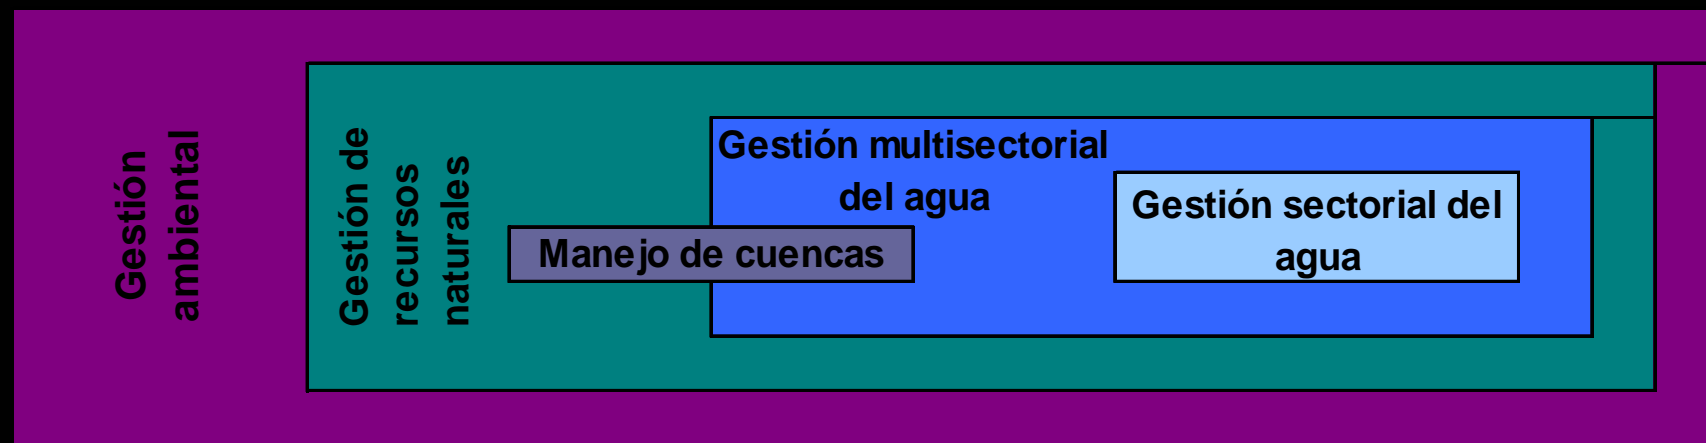 Gestión
ambiental
Gestión de
recursos
naturales
Gestión multisectorial
del agua
Manejo de cuencas
Gestión sectorial del
agua